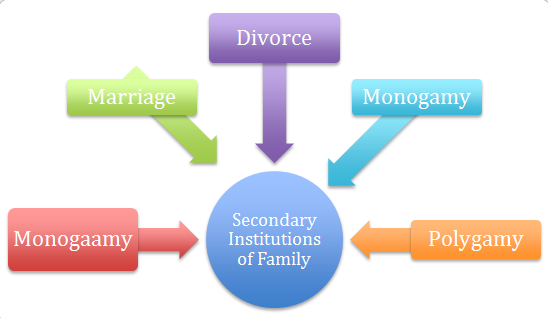 Divorce
Marriage
Monogamy
Monogaamy
Secondary
Institutions
of Family
Polygamy